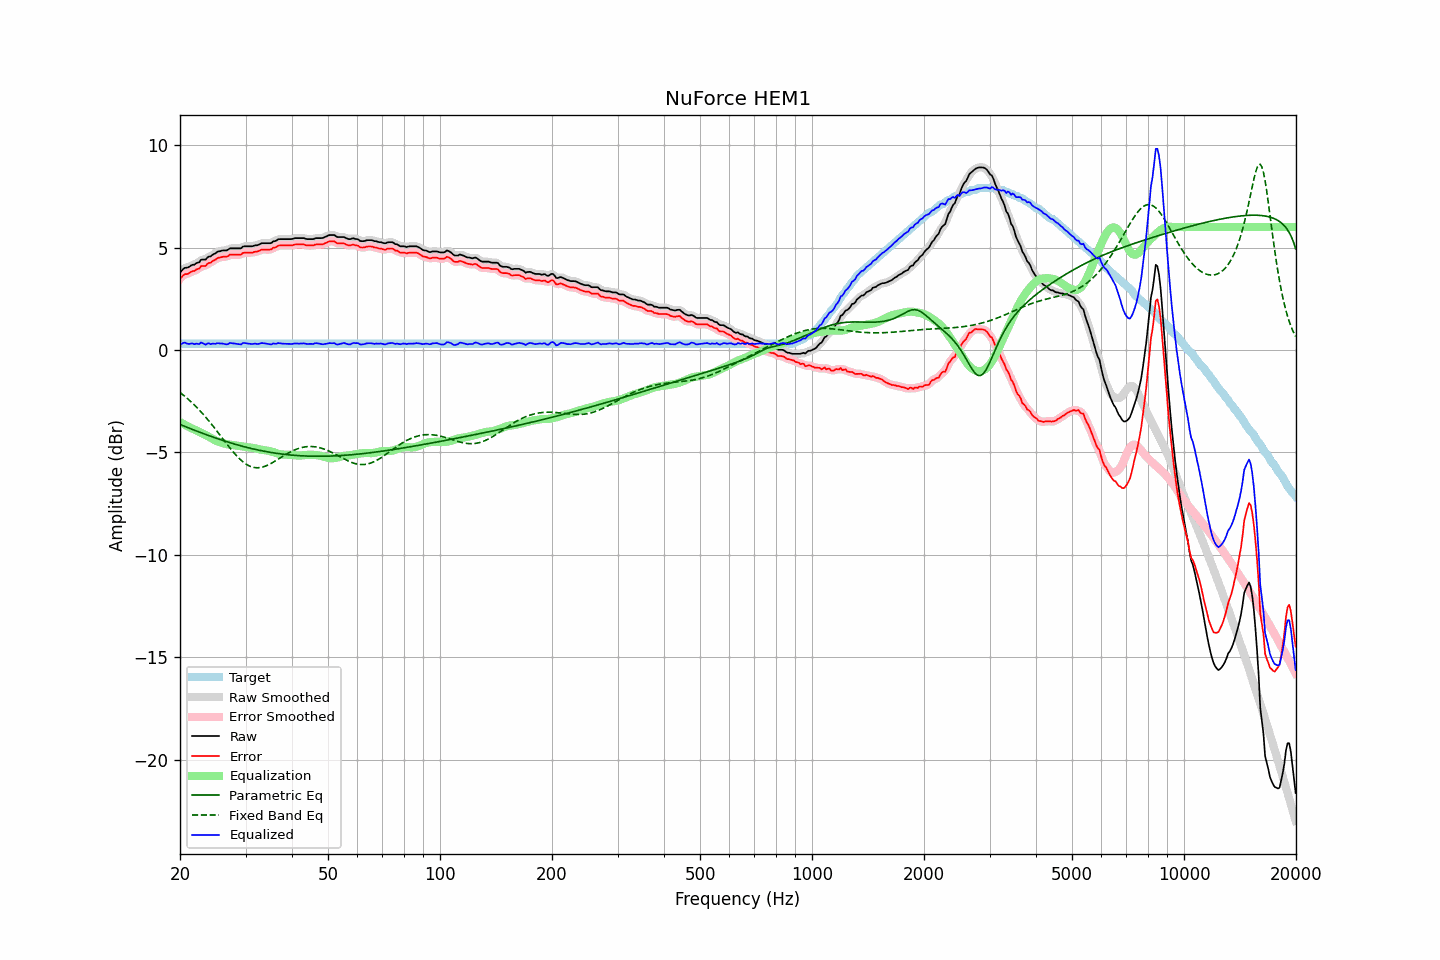 NuForce HEM1
Amplitude (dBr)
10
5
0
−5
−10
−15
−20
Target
Raw Smoothed
Error Smoothed
Raw
Error
Equalization
Parametric Eq
Fixed Band Eq
Equalized
20 50 100 200 500 1000 2000 5000 10000 20000
Frequency (Hz)